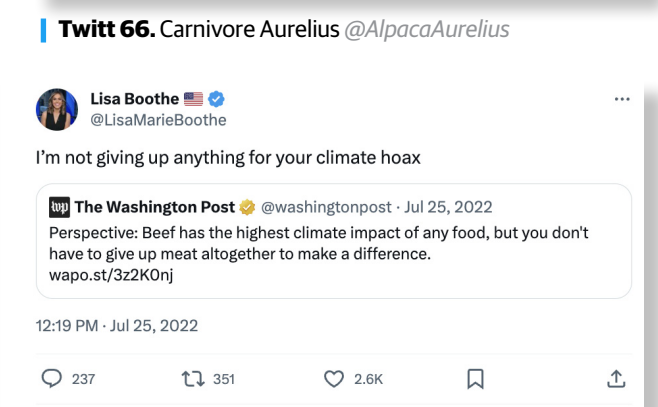 Twitt 66. Carnivore Aurelius @AlpacaAurelius
Lisa Boothe 🇺🇸
@LisaMarieBoothe
I’m not giving up anything for your climate hoax
wp The Washington Post @washingtonpost · Jul 25, 2022
Perspective: Beef has the highest climate impact of any food, but you don't
have to give up meat altogether to make a difference.
wapo.st/3z2K0nj
12:19 PM · Jul 25, 2022
237 351 2.6K